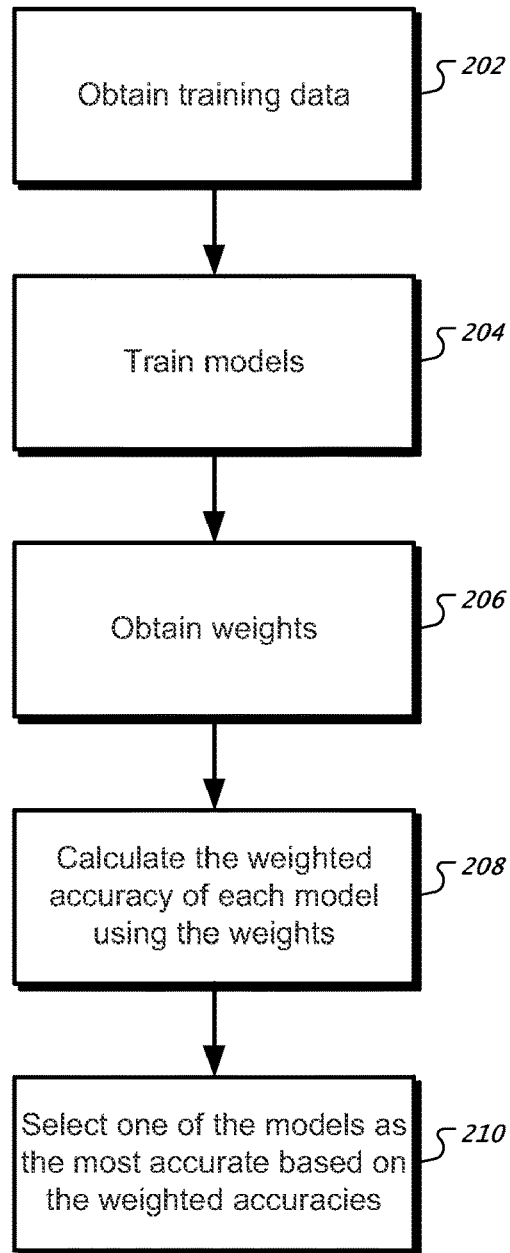 Obtain training data
202
Train models
204
Obtain weights
206
Calculate the weighted
accuracy of each model
using the weights
208
Select one of the models as
the most accurate based on
the weighted accuracies
210